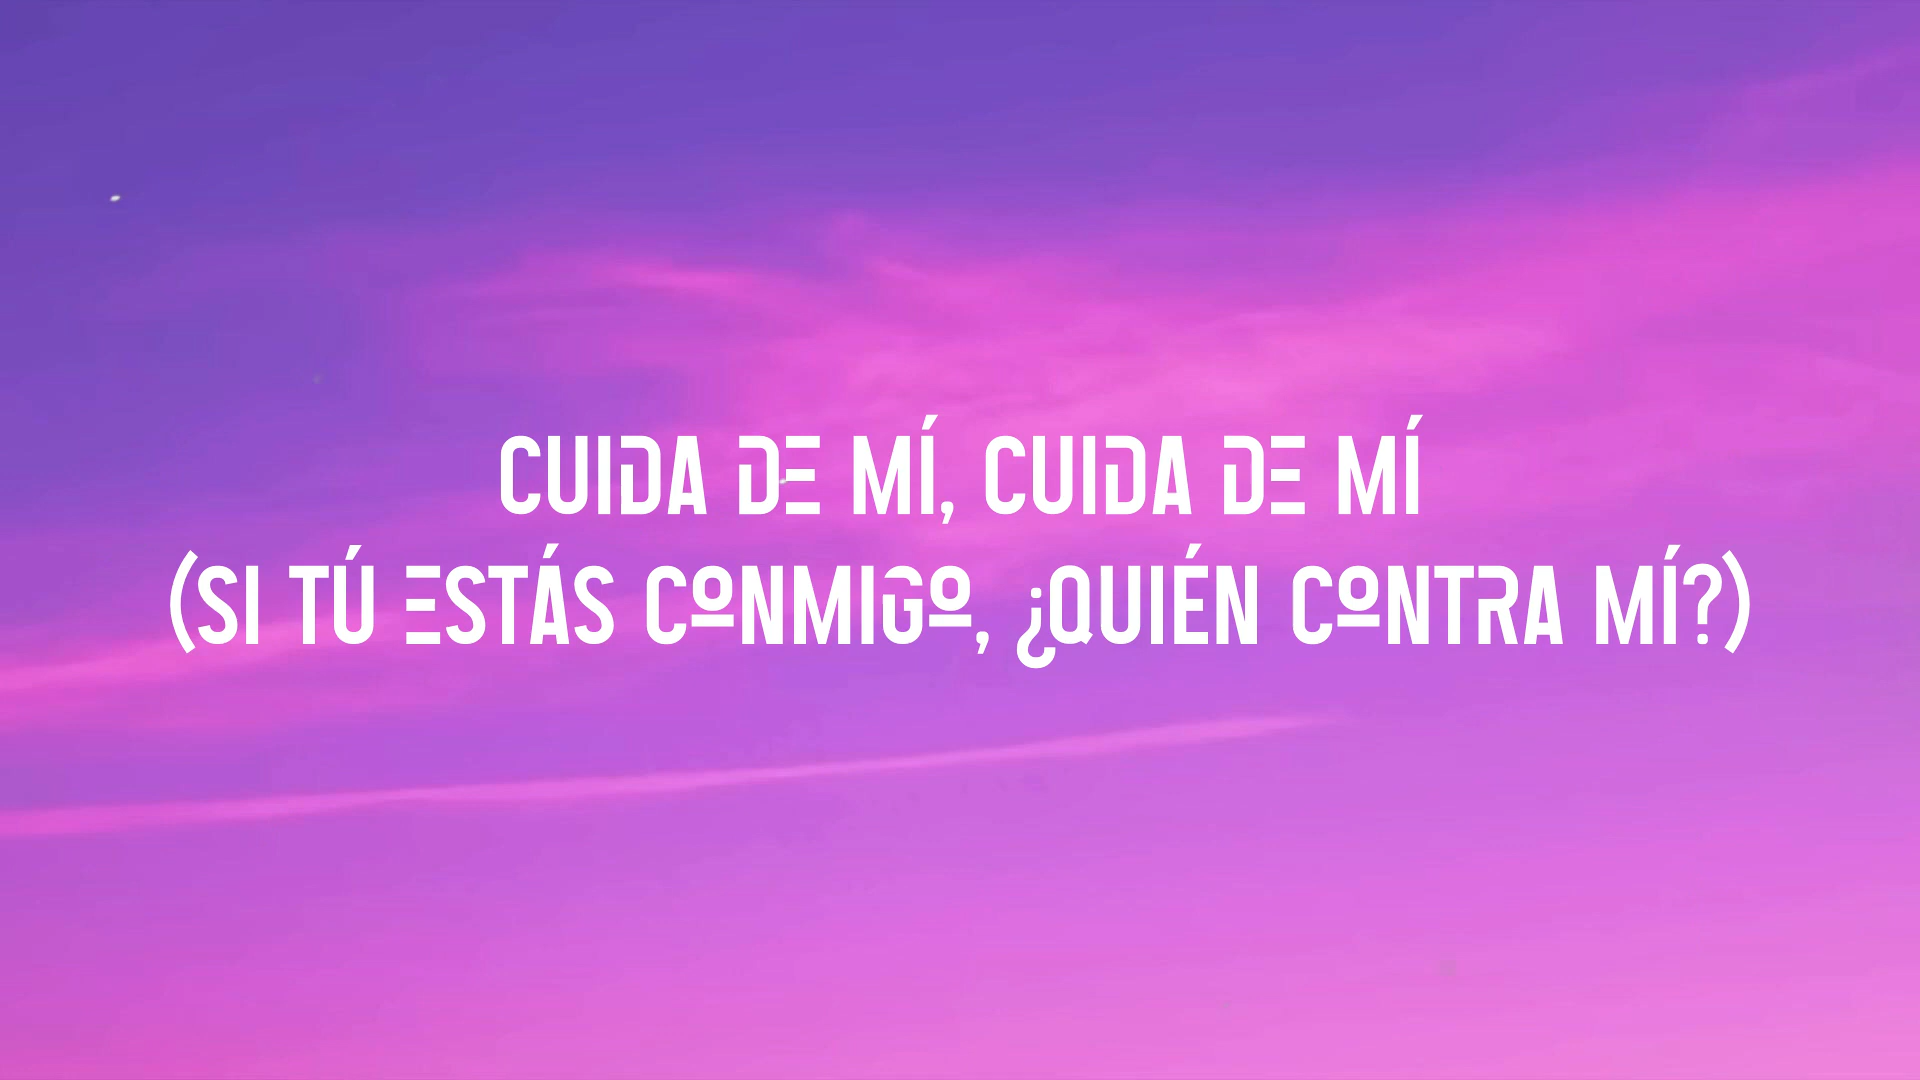 CUIDA DE MÍ, CUIDA DE MÍ
(SI TÚ ESTÁS CONMIGO, ¿QUIÉN CONTRA MÍ?)